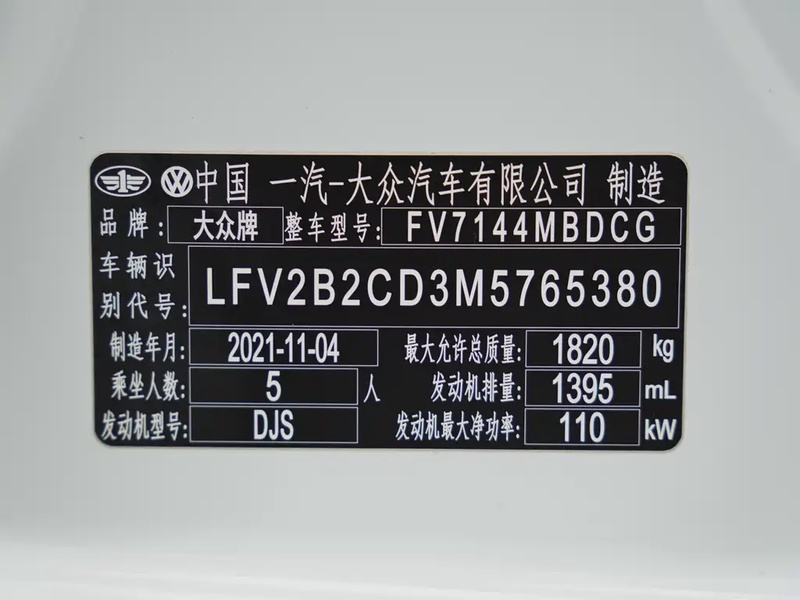 中国 一汽-大众汽车有限公司 制造
品牌: 大众牌 整车型号: FV7144MBDCG
车辆识别代号: LFV2B2CD3M5765380
制造年月: 2021-11-04 最大允许总质量: 1820 kg
乘坐人数: 5 人 发动机排量: 1395 mL
发动机型号: DJS 发动机最大净功率: 110 kW